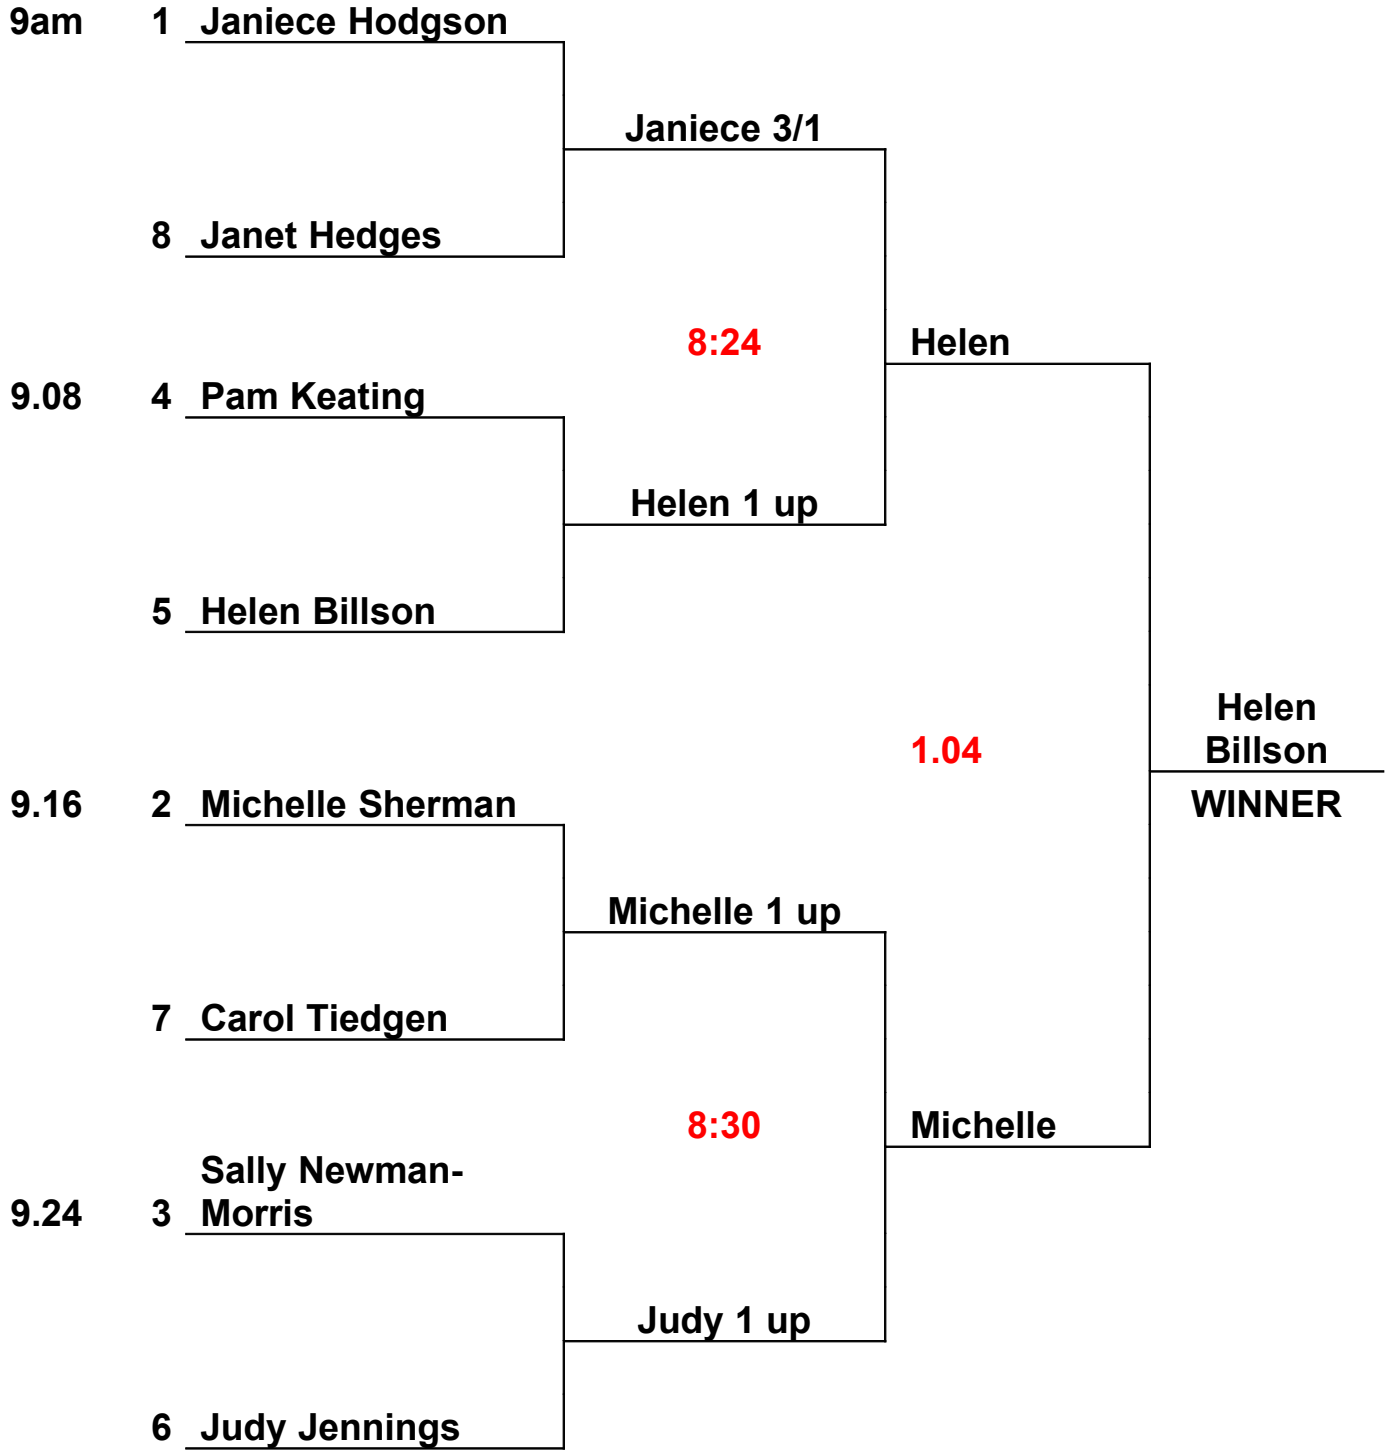 9am 1 Janiece Hodgson
Janiece 3/1
8 Janet Hedges
8:24 Helen
9.08 4 Pam Keating
Helen 1 up
5 Helen Billson
Helen
1.04 Billson
9.16 2 Michelle Sherman WINNER
Michelle 1 up
7 Carol Tiedgen
8:30 Michelle
Sally Newman-
9.24 3 Morris
Judy 1 up
6 Judy Jennings